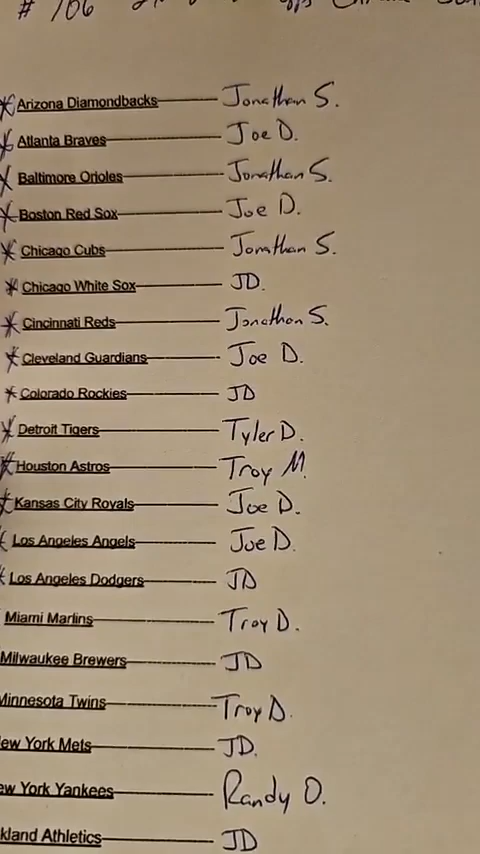 # 106
Arizona Diamondbacks Jonathan S.
Atlanta Braves Joe D.
Baltimore Orioles Jonathan S.
Boston Red Sox Joe D.
Chicago Cubs Jonathan S.
Chicago White Sox JD.
Cincinnati Reds Jonathan S.
Cleveland Guardians Joe D.
Colorado Rockies JD
Detroit Tigers Tyler D.
Houston Astros Troy M.
Kansas City Royals Joe D.
Los Angeles Angels Joe D.
Los Angeles Dodgers JD
Miami Marlins Troy D.
Milwaukee Brewers JD
Minnesota Twins Troy D.
ew York Mets JD.
ew York Yankees Randy O.
kland Athletics JD